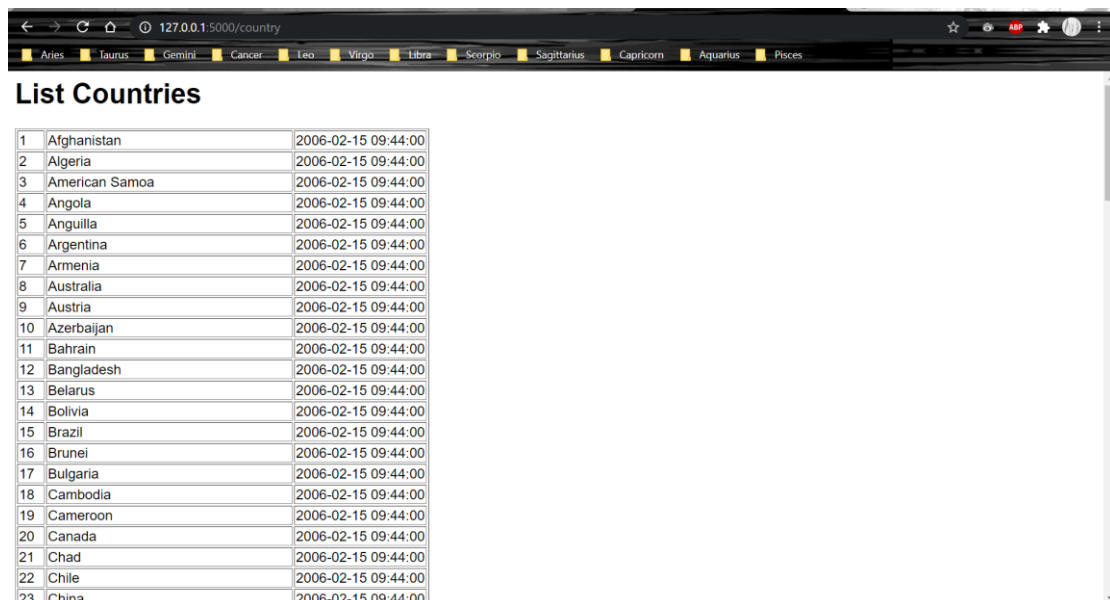 127.0.0.1:5000/country
ABP
Aries Taurus Gemini Cancer Leo Virgo Libra Scorpio Sagittarius Capricorn Aquarius Pisces
List Countries
1 Afghanistan 2006-02-15 09:44:00
2 Algeria 2006-02-15 09:44:00
3 American Samoa 2006-02-15 09:44:00
4 Angola 2006-02-15 09:44:00
5 Anguilla 2006-02-15 09:44:00
6 Argentina 2006-02-15 09:44:00
7 Armenia 2006-02-15 09:44:00
8 Australia 2006-02-15 09:44:00
9 Austria 2006-02-15 09:44:00
10 Azerbaijan 2006-02-15 09:44:00
11 Bahrain 2006-02-15 09:44:00
12 Bangladesh 2006-02-15 09:44:00
13 Belarus 2006-02-15 09:44:00
14 Bolivia 2006-02-15 09:44:00
15 Brazil 2006-02-15 09:44:00
16 Brunei 2006-02-15 09:44:00
17 Bulgaria 2006-02-15 09:44:00
18 Cambodia 2006-02-15 09:44:00
19 Cameroon 2006-02-15 09:44:00
20 Canada 2006-02-15 09:44:00
21 Chad 2006-02-15 09:44:00
22 Chile 2006-02-15 09:44:00
23 China 2006-02-15 09:44:00